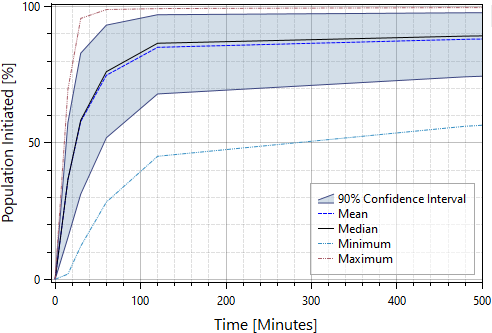 100
50
0
Population Initiated [%]
90% Confidence Interval
Mean
Median
Minimum
Maximum
0 100 200 300 400 500
Time [Minutes]